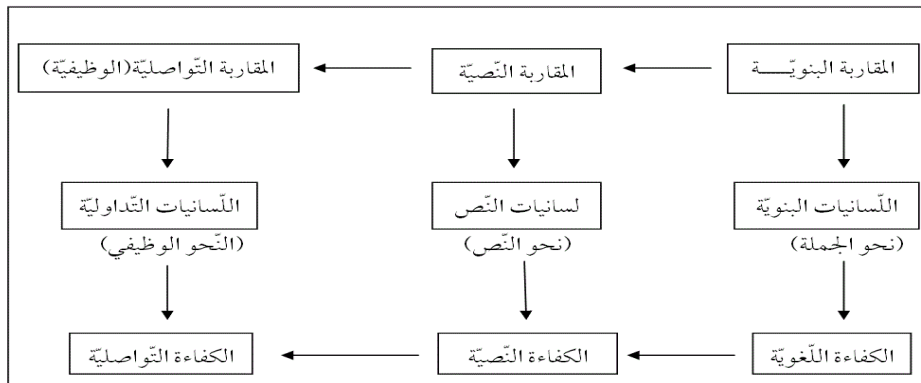 المقاربة البنويّـــــة
المقاربة النّصيّة
المقاربة التّواصليّة(الوظيفيّة)
اللّسانيات البنويّة
(نحو الجملة)
لسانيات النّص
(نحو النّص)
اللّسانيات التّداوليّة
(النّحو الوظيفي)
الكفاءة اللّغويّة
الكفاءة النّصيّة
الكفاءة التّواصليّة